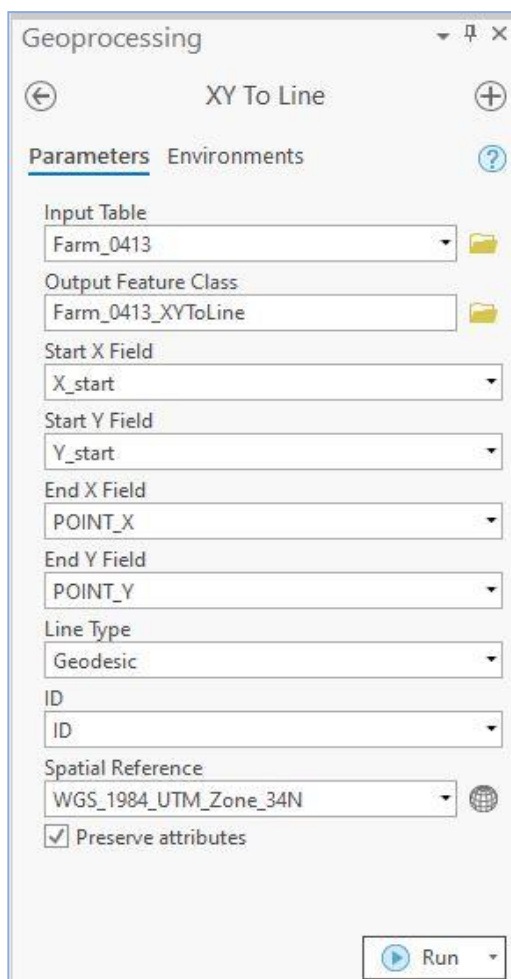 Geoprocessing
XY To Line
Parameters Environments
?
Input Table
Farm_0413
Output Feature Class
Farm_0413_XYToLine
Start X Field
X_start
Start Y Field
Y_start
End X Field
POINT_X
End Y Field
POINT_Y
Line Type
Geodesic
ID
ID
Spatial Reference
WGS_1984_UTM_Zone_34N
Preserve attributes
Run